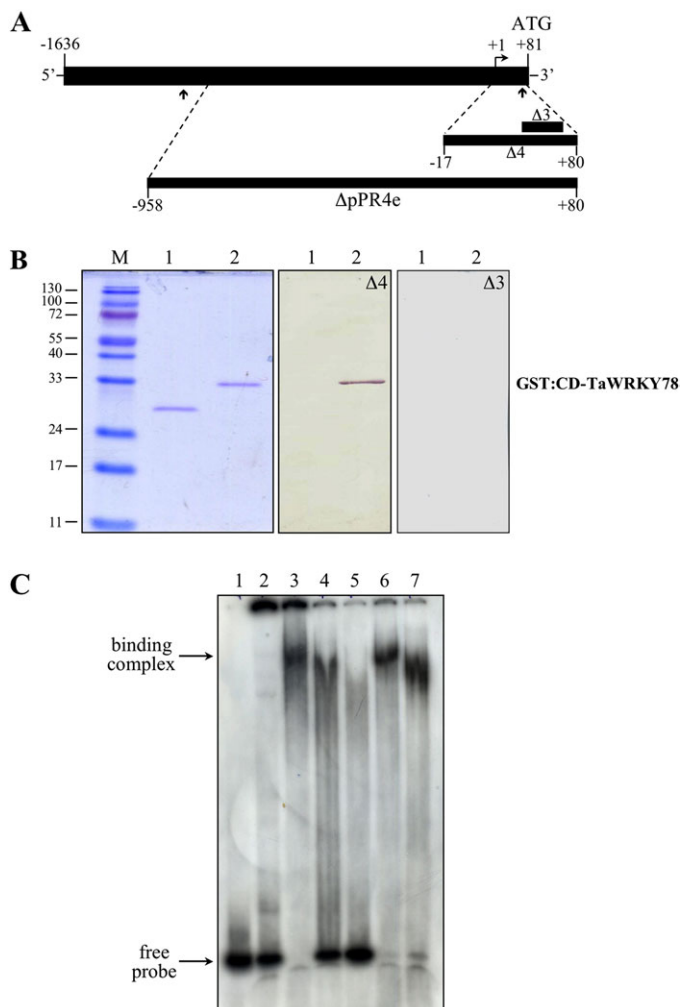 A
-1636 +1 ATG +81
5’ 3’
Δ3
Δ4
-17 +80
-958 ΔpPR4e +80
B
M 1 2 1 2 1 2
Δ4 Δ3
130
100
72
55
40
33
24
17
11
GST:CD-TaWRKY78
C
1 2 3 4 5 6 7
binding
complex
free
probe